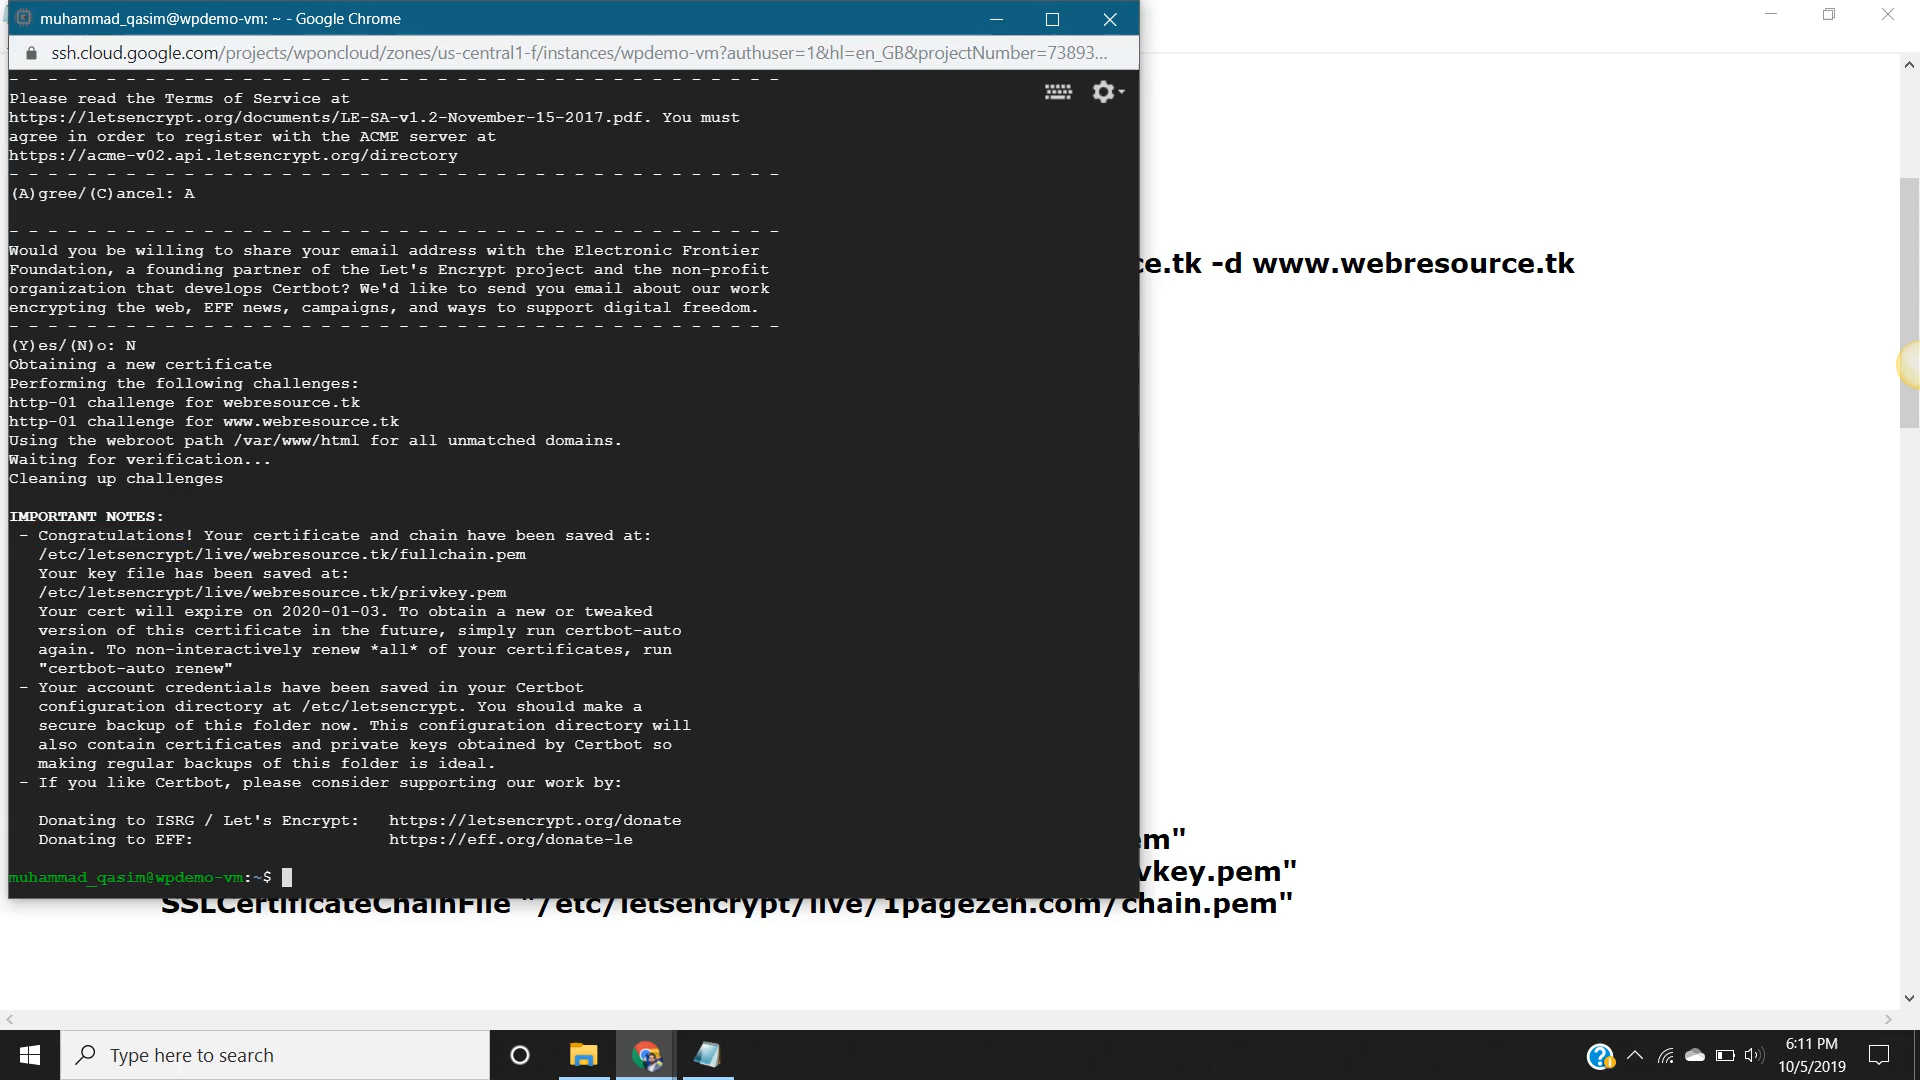 muhammad_qasim@wpdemo-vm: ~ - Google Chrome
ssh.cloud.google.com/projects/wponcloud/zones/us-central1-f/instances/wpdemo-vm?authuser=1&hl=en_GB&projectNumber=73893...
- - - - - - - - - - - - - - - - - - - - - - - - - - - - - - - - - - - - - - - -
Please read the Terms of Service at
https://letsencrypt.org/documents/LE-SA-v1.2-November-15-2017.pdf. You must
agree in order to register with the ACME server at
https://acme-v02.api.letsencrypt.org/directory
- - - - - - - - - - - - - - - - - - - - - - - - - - - - - - - - - - - - - - - -
(A)gree/(C)ancel: A
- - - - - - - - - - - - - - - - - - - - - - - - - - - - - - - - - - - - - - - -
Would you be willing to share your email address with the Electronic Frontier
Foundation, a founding partner of the Let's Encrypt project and the non-profit
organization that develops Certbot? We'd like to send you email about our work
encrypting the web, EFF news, campaigns, and ways to support digital freedom.
- - - - - - - - - - - - - - - - - - - - - - - - - - - - - - - - - - - - - - - -
(Y)es/(N)o: N
Obtaining a new certificate
Performing the following challenges:
http-01 challenge for webresource.tk
http-01 challenge for www.webresource.tk
Using the webroot path /var/www/html for all unmatched domains.
Waiting for verification...
Cleaning up challenges
IMPORTANT NOTES:
- Congratulations! Your certificate and chain have been saved at:
/etc/letsencrypt/live/webresource.tk/fullchain.pem
Your key file has been saved at:
/etc/letsencrypt/live/webresource.tk/privkey.pem
Your cert will expire on 2020-01-03. To obtain a new or tweaked
version of this certificate in the future, simply run certbot-auto
again. To non-interactively renew *all* of your certificates, run
"certbot-auto renew"
- Your account credentials have been saved in your Certbot
configuration directory at /etc/letsencrypt. You should make a
secure backup of this folder now. This configuration directory will
also contain certificates and private keys obtained by Certbot so
making regular backups of this folder is ideal.
- If you like Certbot, please consider supporting our work by:
Donating to ISRG / Let's Encrypt: https://letsencrypt.org/donate
Donating to EFF: https://eff.org/donate-le
muhammad_qasim@wpdemo-vm:~$
ce.tk -d www.webresource.tk
em"
vkey.pem"
SSLCertificateChainFile "/etc/letsencrypt/live/1pagezen.com/chain.pem"
Type here to search
6:11 PM
10/5/2019